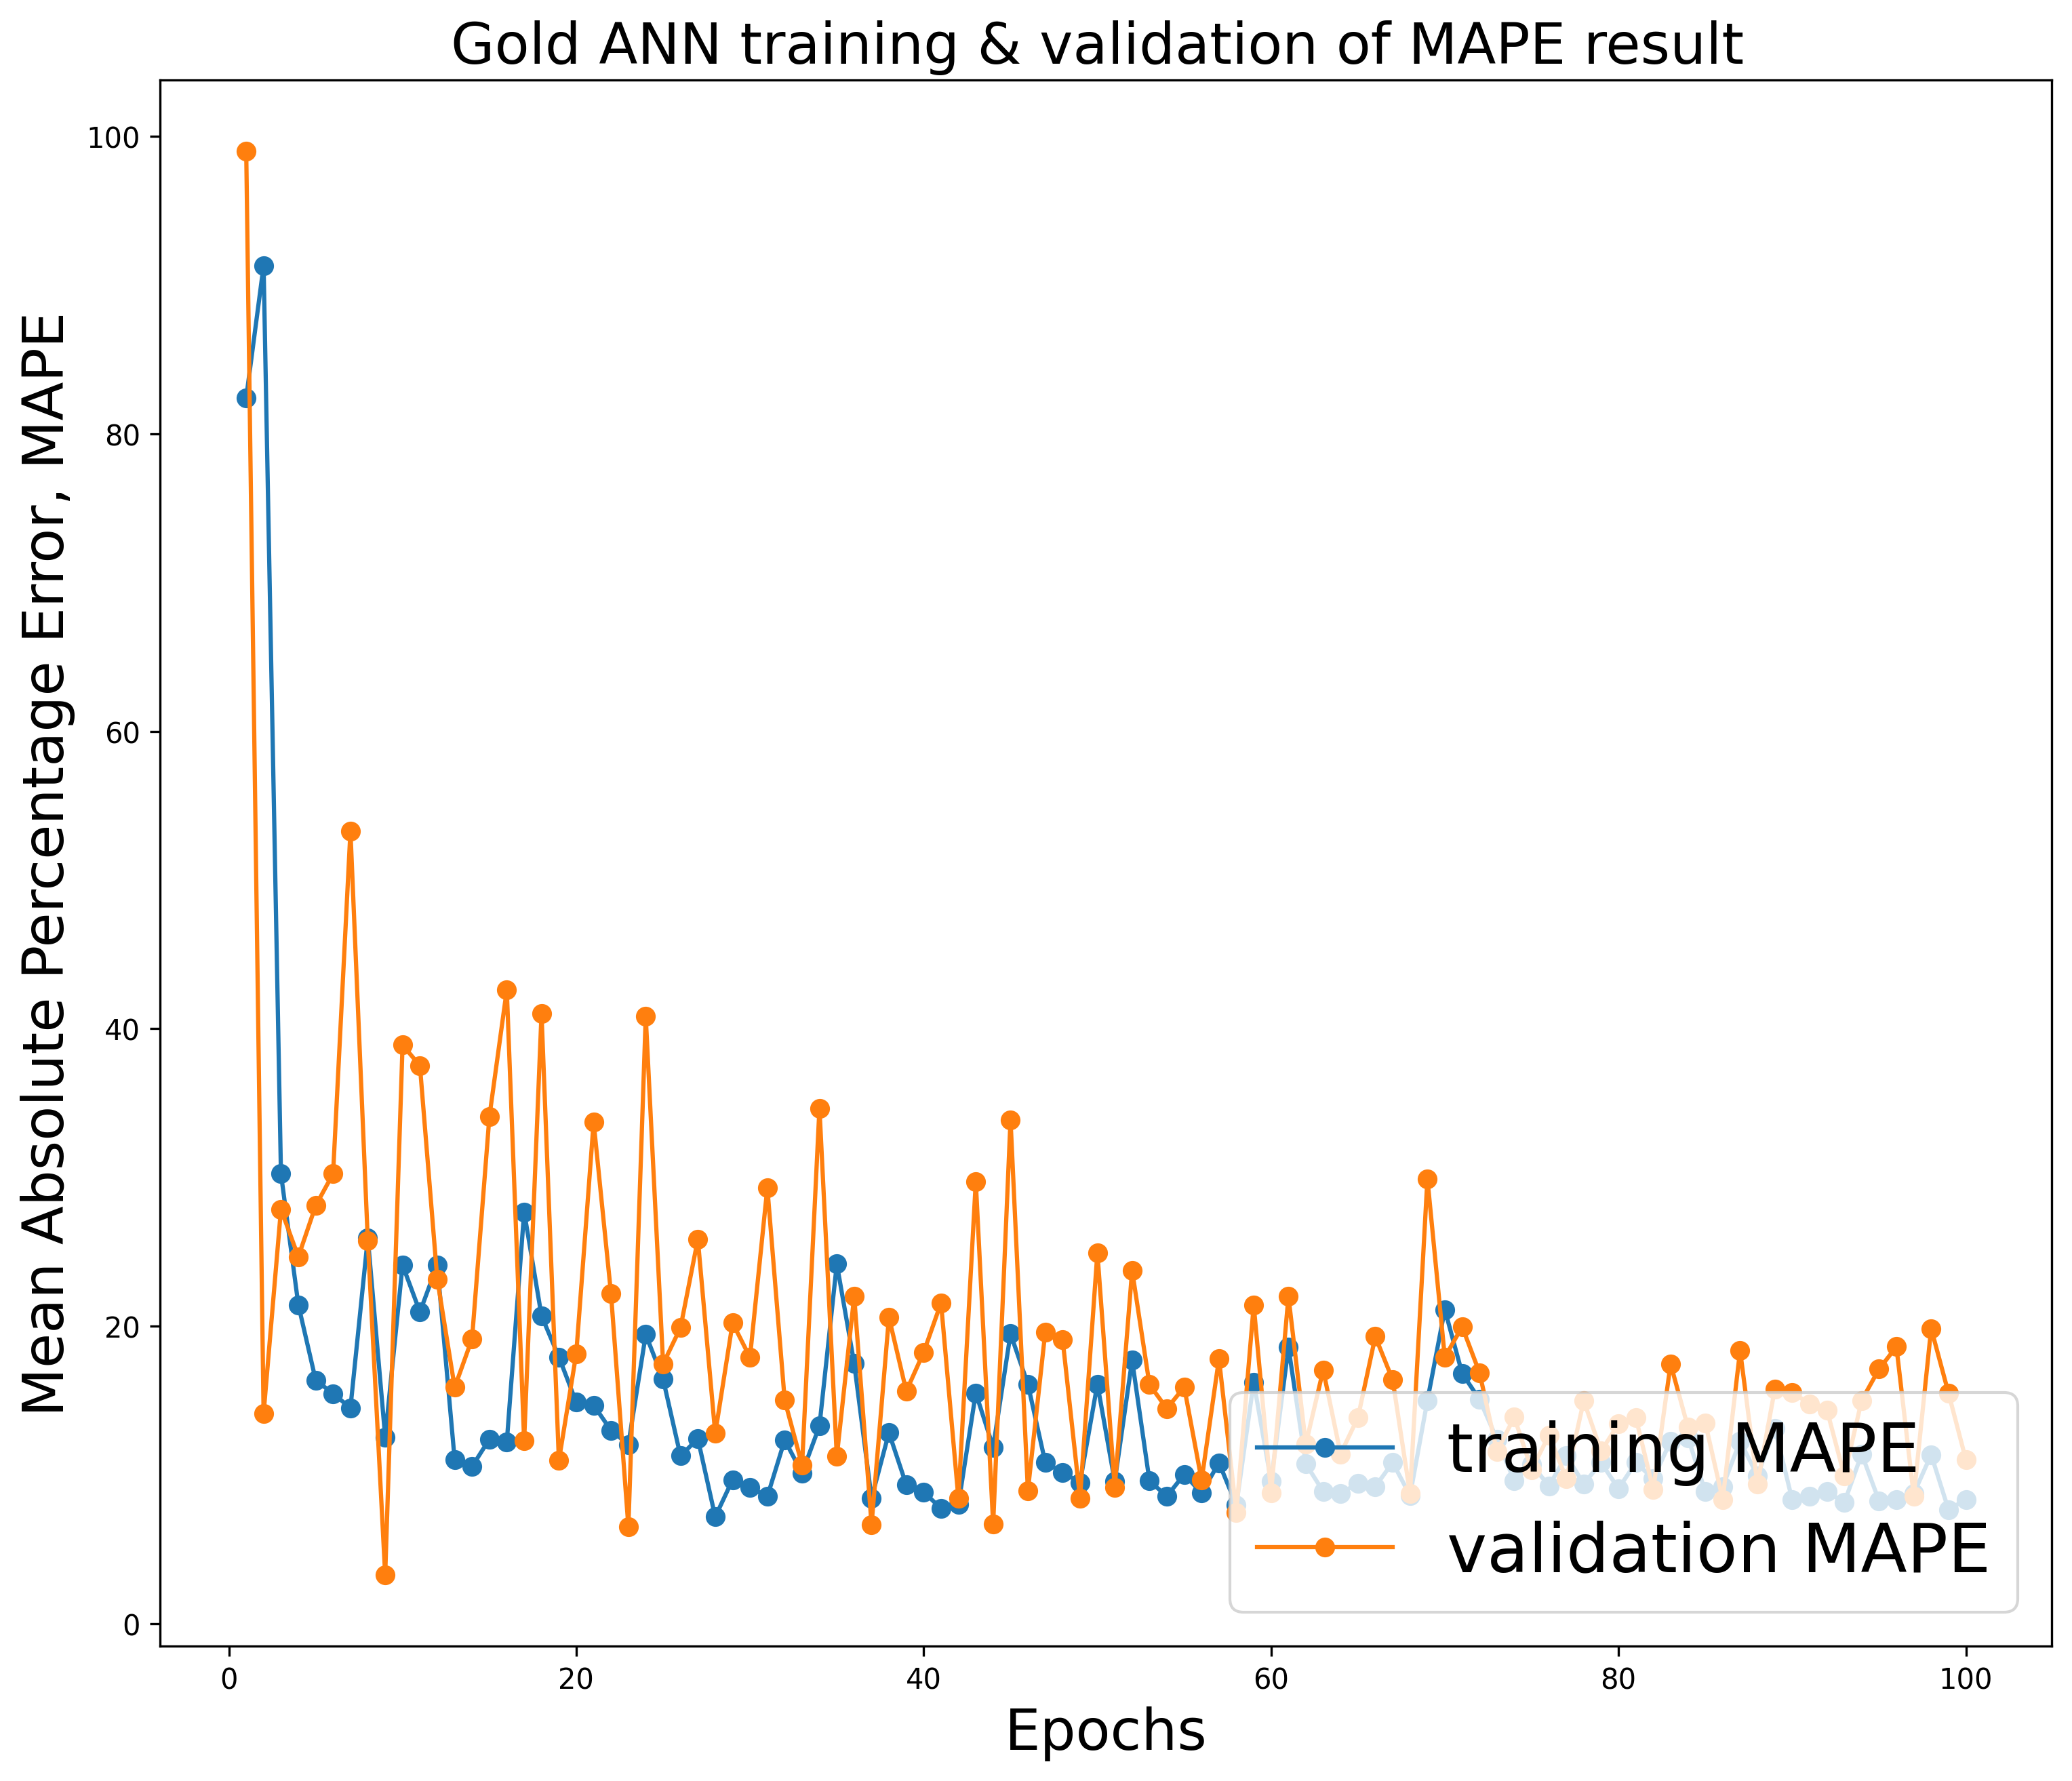 Gold ANN training & validation of MAPE result
Mean Absolute Percentage Error, MAPE
100
80
60
40
20
0
training MAPE
validation MAPE
0 20 40 60 80 100
Epochs